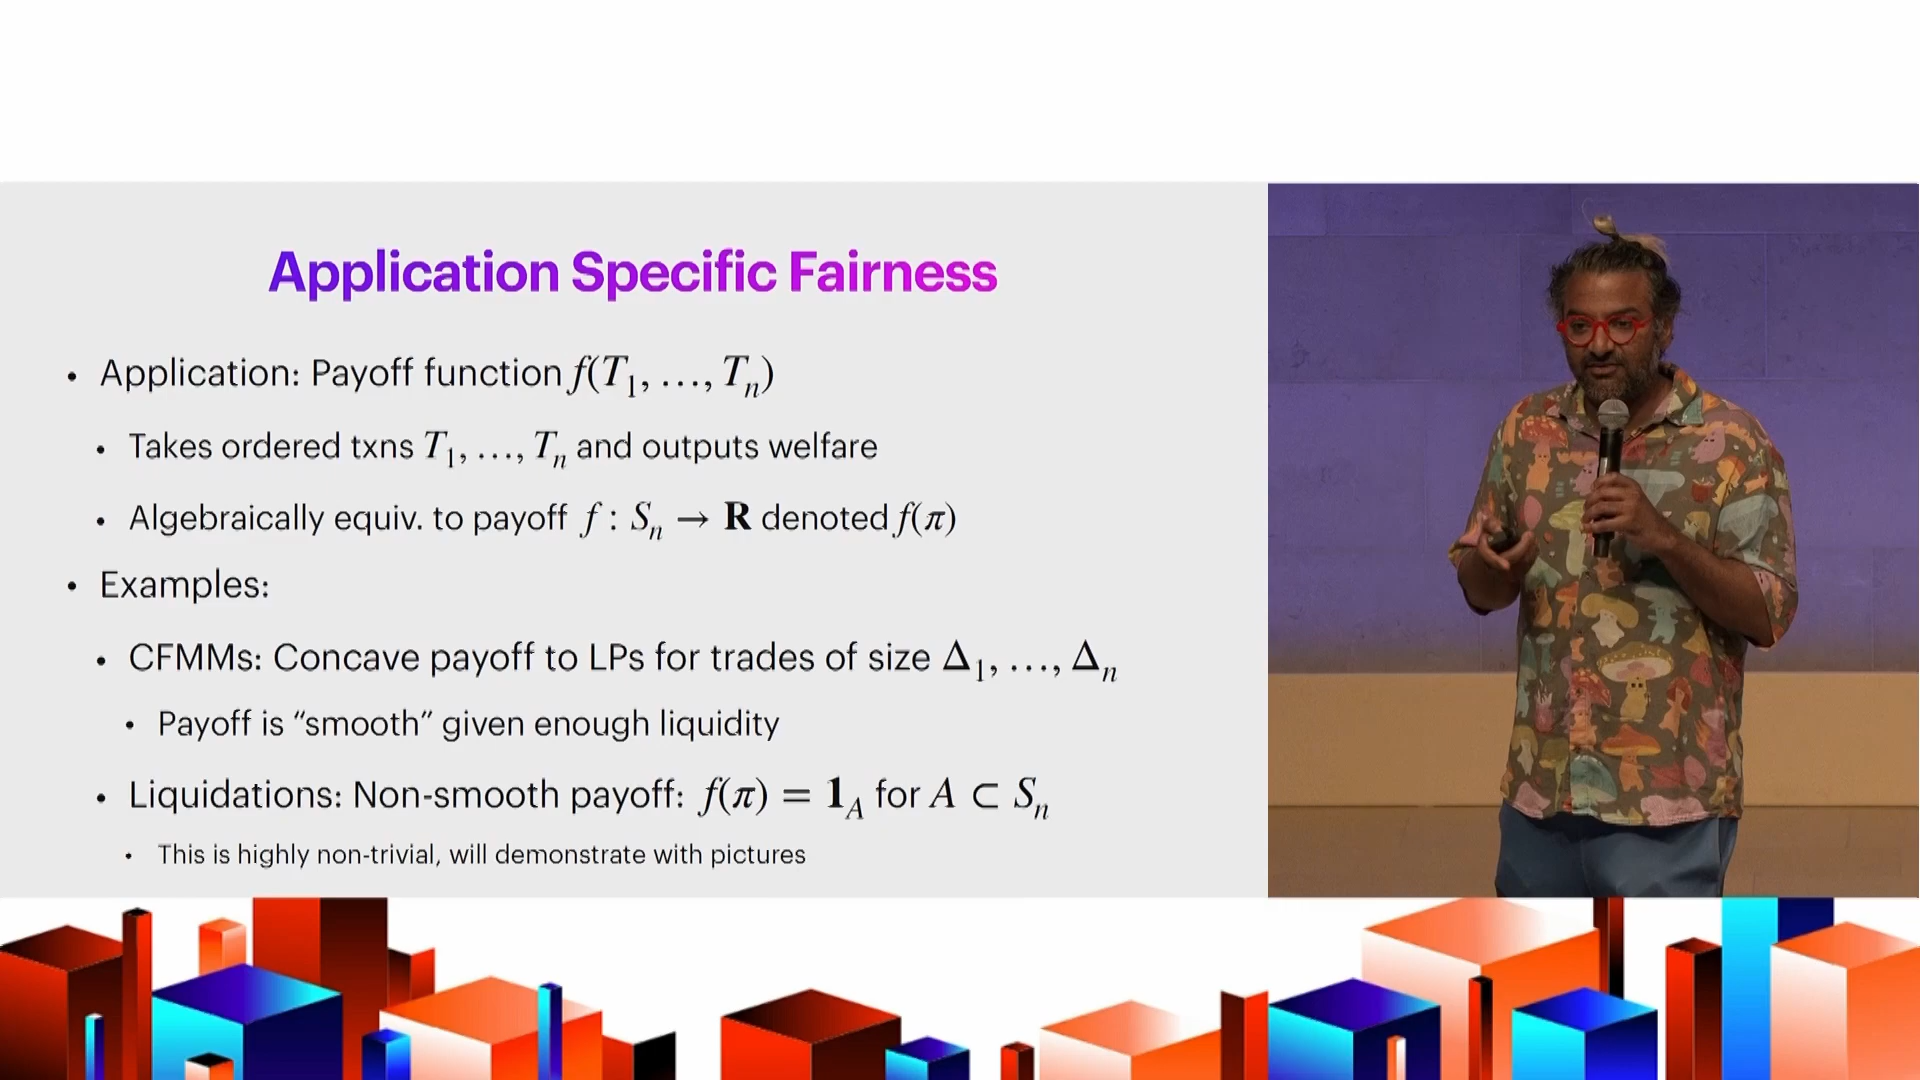 Application Specific Fairness
• Application: Payoff function f(T₁, …, Tₙ)
• Takes ordered txns T₁, …, Tₙ and outputs welfare
• Algebraically equiv. to payoff f : Sₙ → R denoted f(π)
• Examples:
• CFMMs: Concave payoff to LPs for trades of size Δ₁, …, Δₙ
• Payoff is “smooth” given enough liquidity
• Liquidations: Non-smooth payoff: f(π) = 1_A for A ⊂ Sₙ
• This is highly non-trivial, will demonstrate with pictures